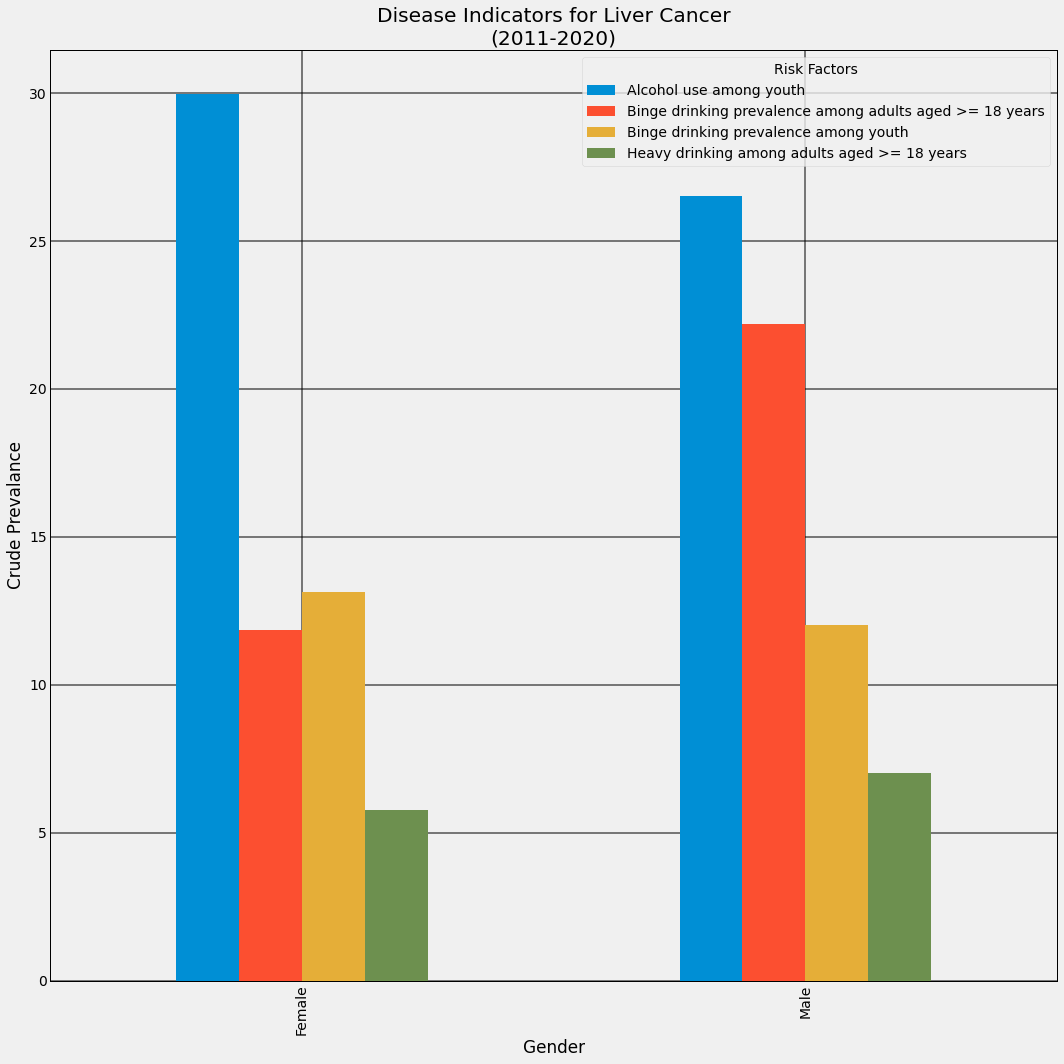 Disease Indicators for Liver Cancer
(2011-2020)
Risk Factors
Alcohol use among youth
Binge drinking prevalence among adults aged >= 18 years
Binge drinking prevalence among youth
Heavy drinking among adults aged >= 18 years
Crude Prevalance
30
25
20
15
10
5
0
Female
Male
Gender